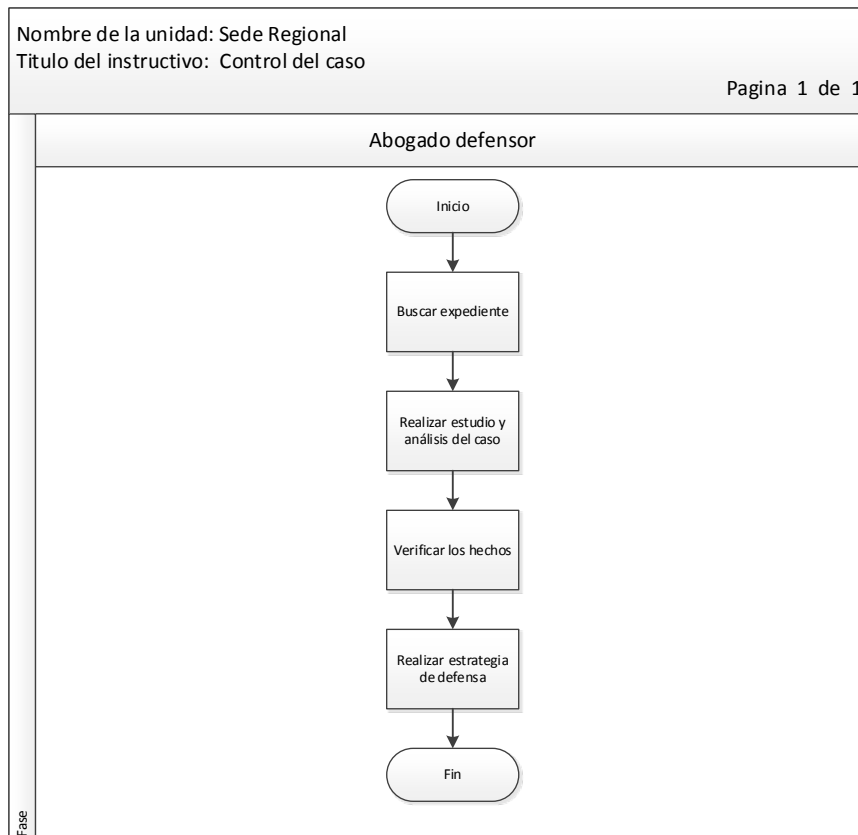 Nombre de la unidad: Sede Regional
Titulo del instructivo: Control del caso
Pagina 1 de 1
Abogado defensor
Inicio
Buscar expediente
Realizar estudio y
análisis del caso
Verificar los hechos
Realizar estrategia
de defensa
Fin
Fase